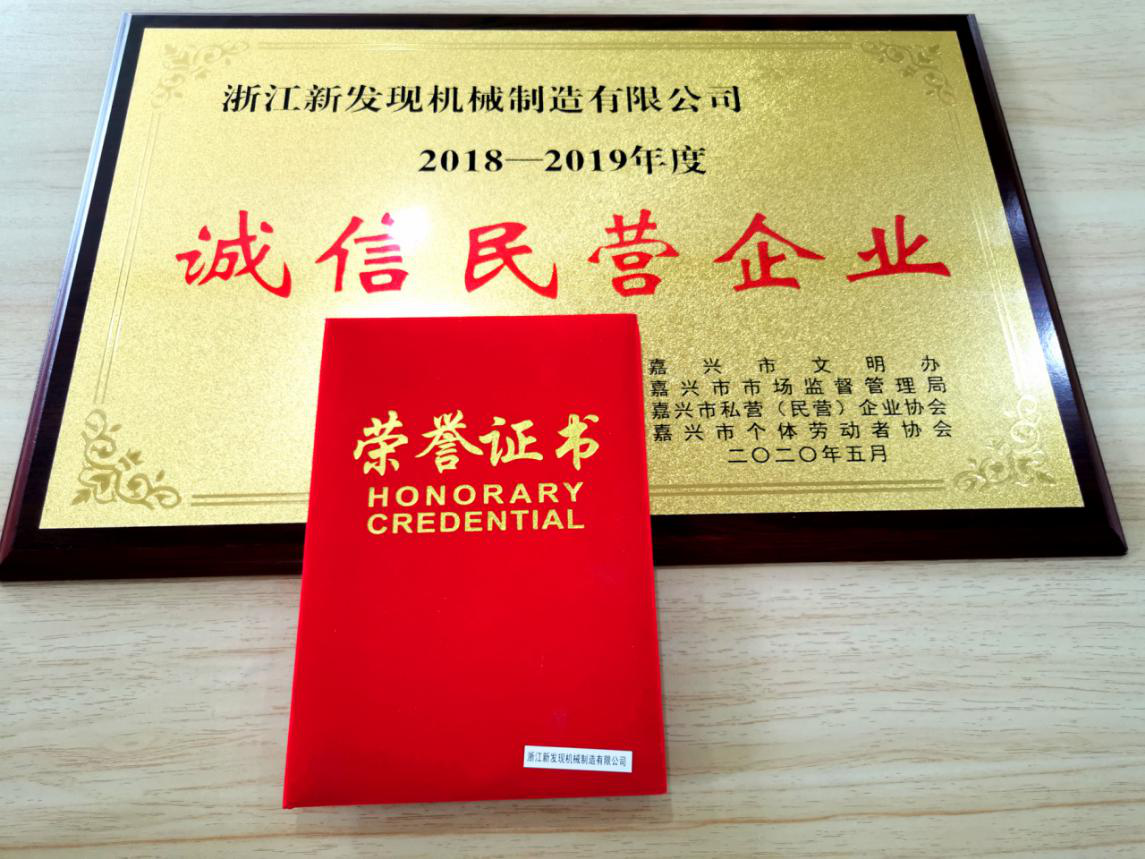 浙江新发现机械制造有限公司
2018—2019年度
诚信民营企业
嘉兴市文明办
嘉兴市市场监督管理局
嘉兴市私营（民营）企业协会
嘉兴市个体劳动者协会
二〇二〇年五月
荣誉证书
HONORARY
CREDENTIAL
浙江新发现机械制造有限公司